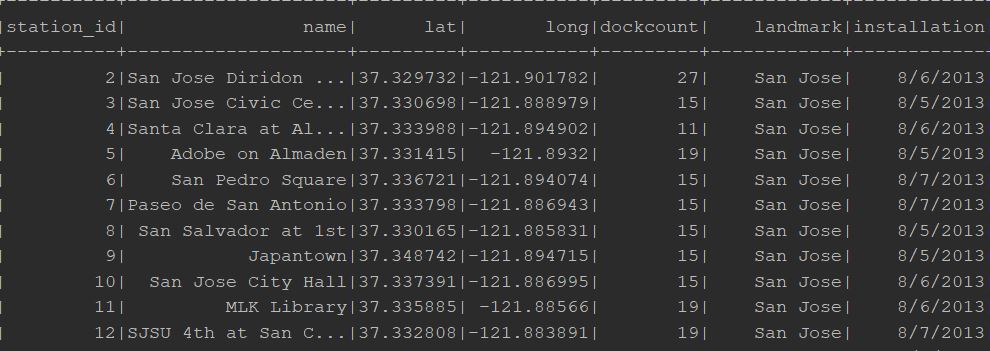 |station_id|                name|      lat|       long|dockcount|    landmark|installation
+----------+--------------------+---------+-----------+---------+------------+------------
|         2|San Jose Diridon ...|37.329732|-121.901782|       27|    San Jose|    8/6/2013
|         3|San Jose Civic Ce...|37.330698|-121.888979|       15|    San Jose|    8/5/2013
|         4|Santa Clara at Al...|37.333988|-121.894902|       11|    San Jose|    8/6/2013
|         5|    Adobe on Almaden|37.331415|  -121.8932|       19|    San Jose|    8/5/2013
|         6|    San Pedro Square|37.336721|-121.894074|       15|    San Jose|    8/7/2013
|         7|Paseo de San Antonio|37.333798|-121.886943|       15|    San Jose|    8/7/2013
|         8| San Salvador at 1st|37.330165|-121.885831|       15|    San Jose|    8/5/2013
|         9|           Japantown|37.348742|-121.894715|       15|    San Jose|    8/5/2013
|        10|  San Jose City Hall|37.337391|-121.886995|       15|    San Jose|    8/6/2013
|        11|         MLK Library|37.335885| -121.88566|       19|    San Jose|    8/6/2013
|        12|SJSU 4th at San C...|37.332808|-121.883891|       19|    San Jose|    8/7/2013